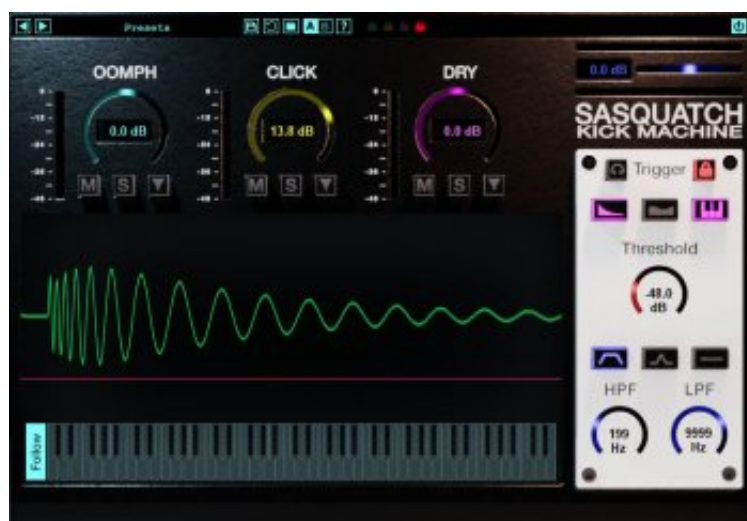 Presets
A B ?
OOMPH CLICK DRY
0.0 dB 13.8 dB 0.0 dB
M S M S M S
0.0 dB
SASQUATCH
KICK MACHINE
Trigger
Threshold
-48.0
dB
HPF LPF
199
Hz
9999
Hz
Follow